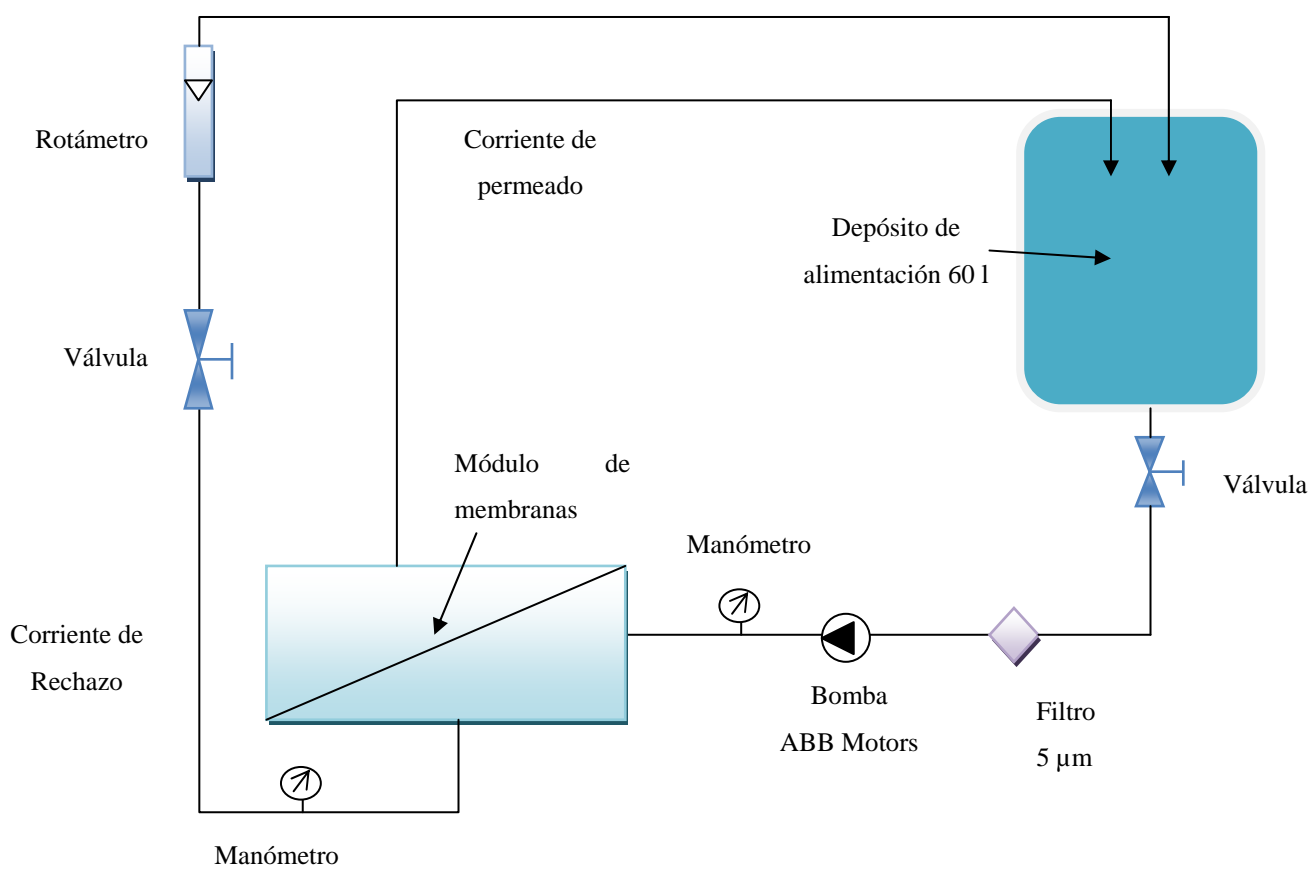 Rotámetro
Corriente de
permeado
Depósito de
alimentación 60 l
Válvula
Módulo de
membranas
Válvula
Manómetro
Corriente de
Rechazo
Bomba
ABB Motors
Filtro
5 µm
Manómetro